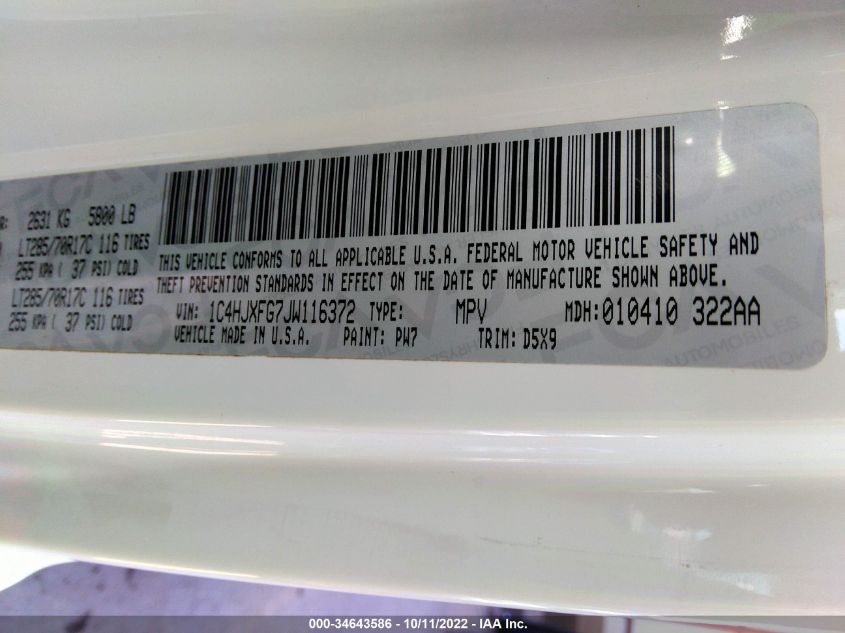 R: 2631 KG 5800 LB
LT285/70R17C 116 TIRES
255 KPA ( 37 PSI) COLD
LT285/70R17C 116 TIRES
255 KPA ( 37 PSI) COLD
THIS VEHICLE CONFORMS TO ALL APPLICABLE U.S.A. FEDERAL MOTOR VEHICLE SAFETY AND
THEFT PREVENTION STANDARDS IN EFFECT ON THE DATE OF MANUFACTURE SHOWN ABOVE.
VIN: 1C4HJXFG7JW116372 TYPE: MPV MDH:010410 322AA
VEHICLE MADE IN U.S.A. PAINT: PW7 TRIM: D5X9
000-34643586 - 10/11/2022 - IAA Inc.